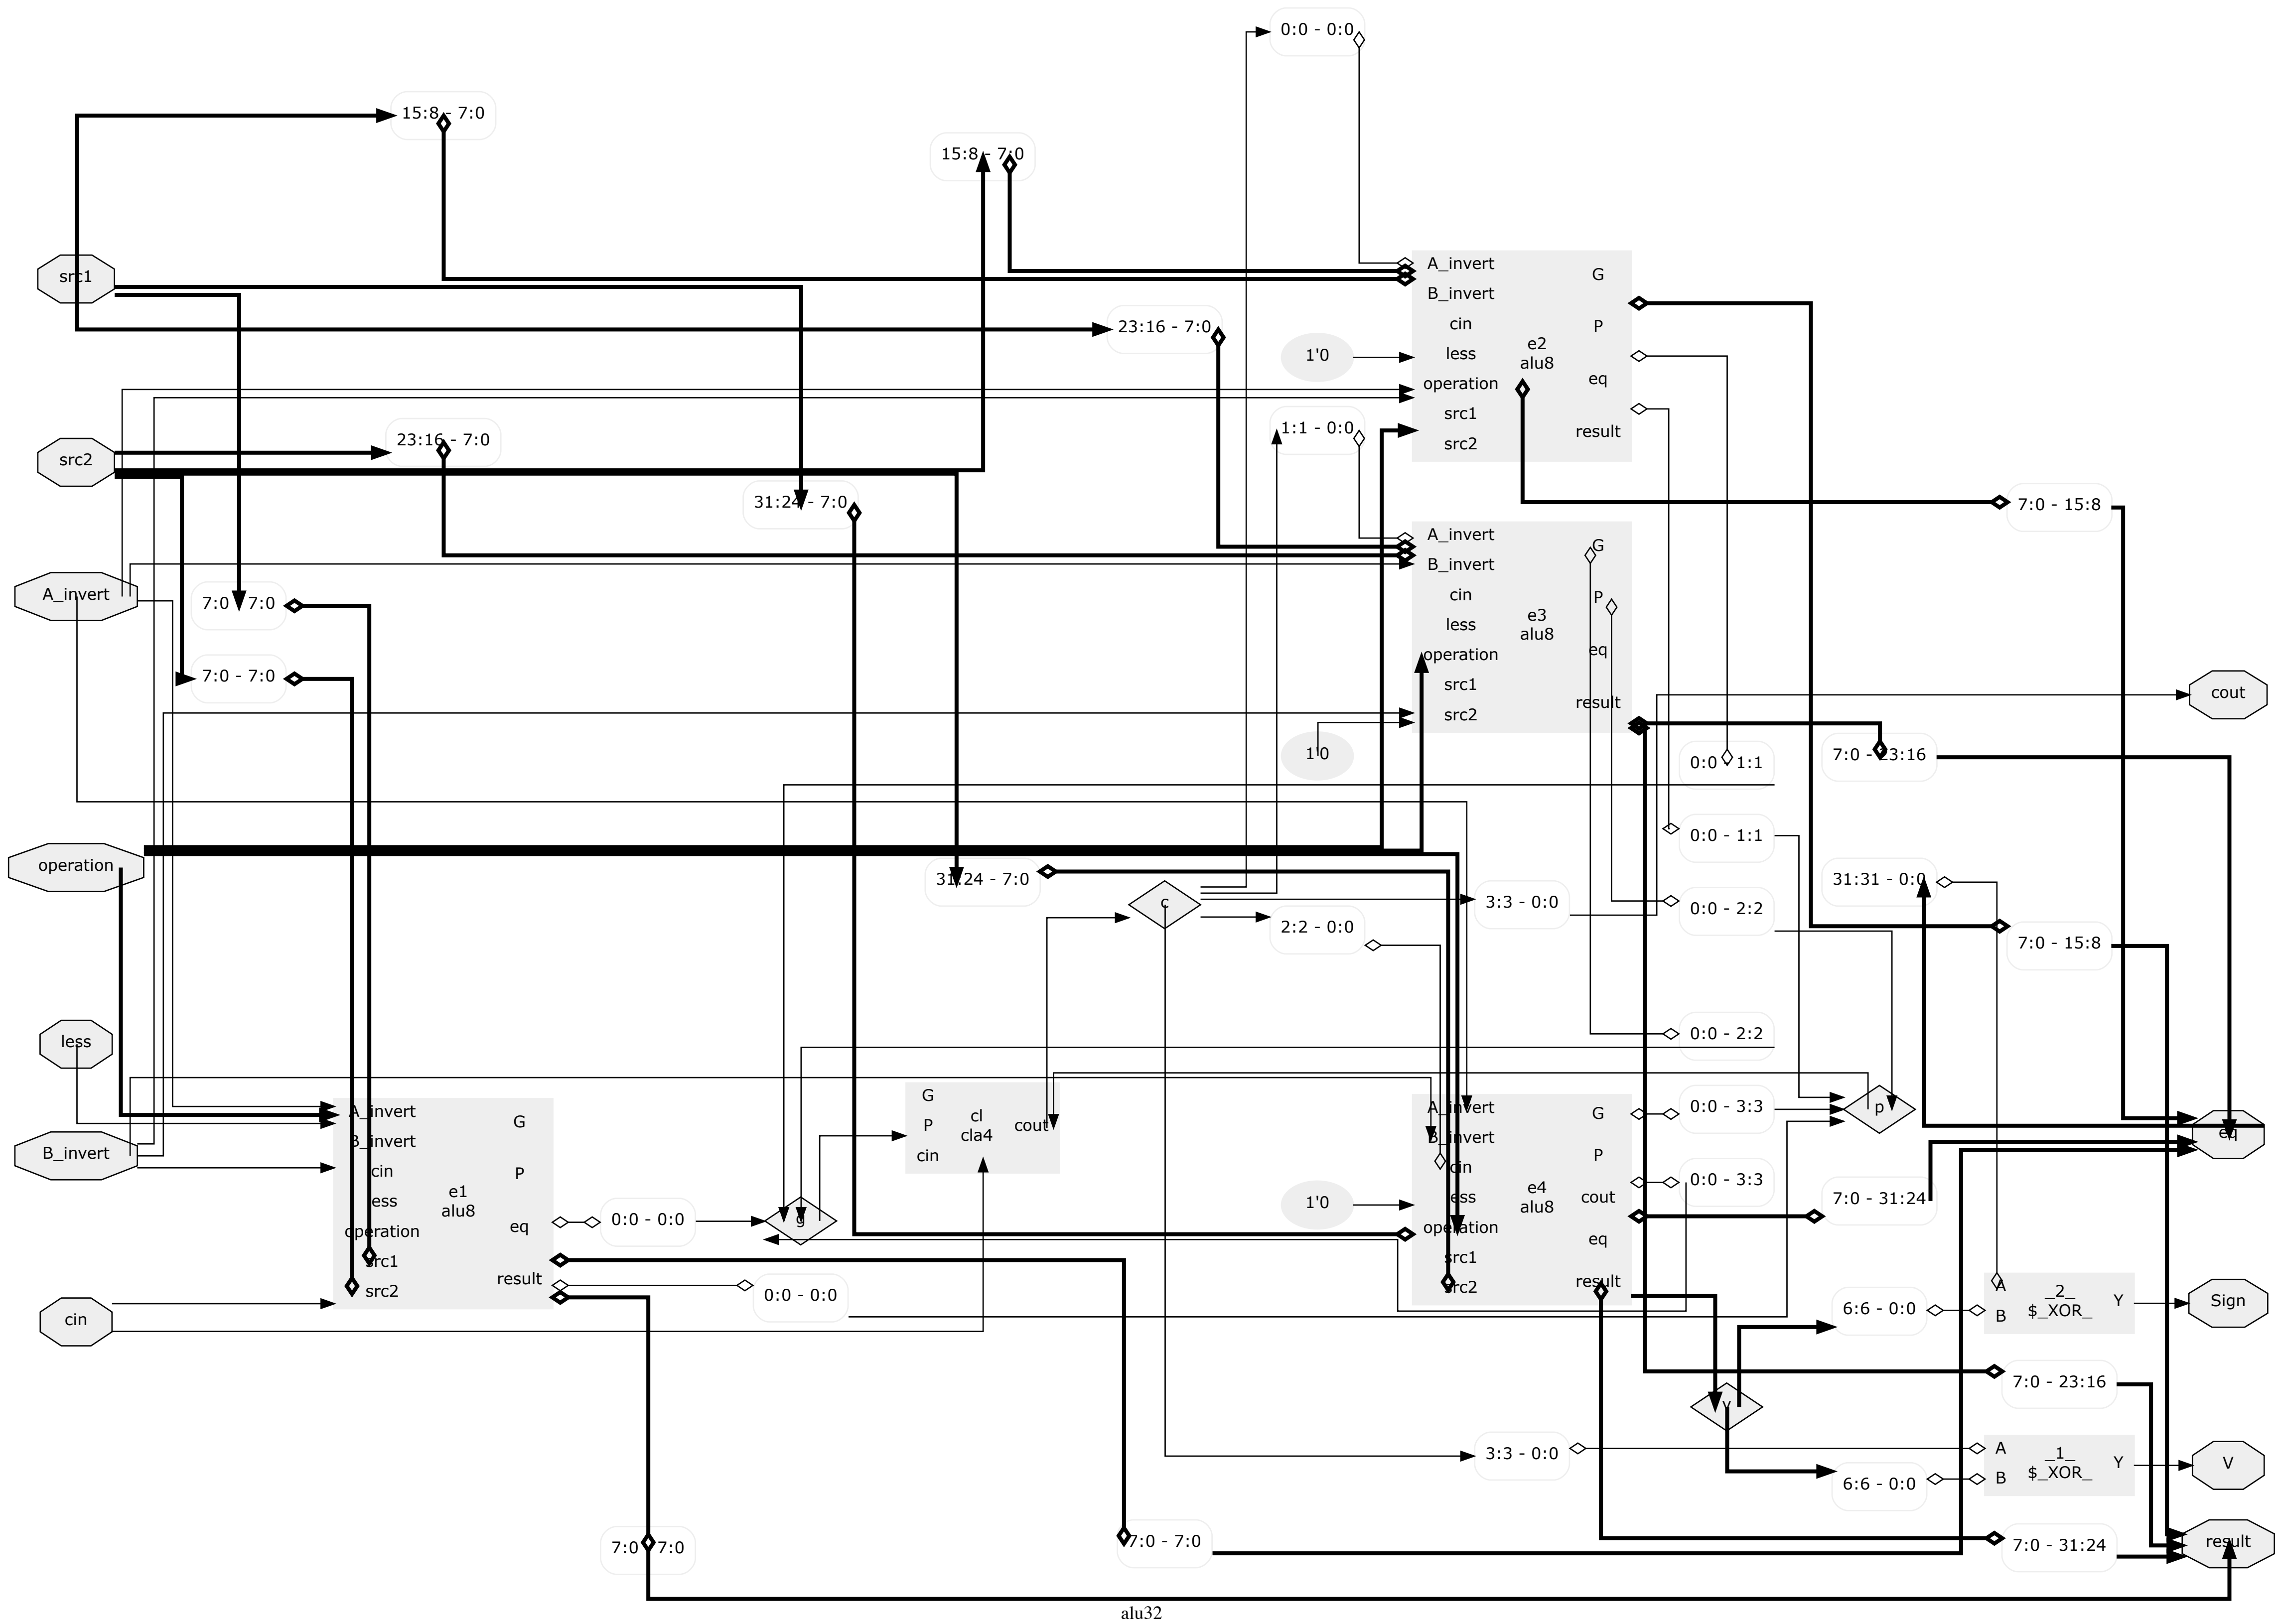 0:0 - 0:0
15:8 - 7:0
15:8 - 7:0
src1
23:16 - 7:0
1'0
A_invert
B_invert
cin
less
operation
src1
src2
e2
alu8
G
P
eq
result
src2
23:16 - 7:0
1:1 - 0:0
31:24 - 7:0
7:0 - 15:8
A_invert
7:0 - 7:0
7:0 - 7:0
A_invert
B_invert
cin
less
operation
src1
src2
e3
alu8
G
P
eq
result
cout
1'0
0:0 - 1:1
7:0 - 23:16
operation
0:0 - 1:1
31:24 - 7:0
c
3:3 - 0:0
0:0 - 2:2
31:31 - 0:0
2:2 - 0:0
7:0 - 15:8
less
0:0 - 2:2
B_invert
A_invert
B_invert
cin
less
operation
src1
src2
e1
alu8
G
P
eq
result
G
P
cin
cl
cla4
cout
0:0 - 0:0
g
0:0 - 0:0
1'0
A_invert
B_invert
cin
less
operation
src1
src2
e4
alu8
G
P
cout
eq
result
0:0 - 3:3
p
eq
0:0 - 3:3
7:0 - 31:24
cin
6:6 - 0:0
A
B
_2_
$_XOR_
Y
Sign
7:0 - 23:16
v
3:3 - 0:0
6:6 - 0:0
A
B
_1_
$_XOR_
Y
V
7:0 - 7:0
7:0 - 7:0
7:0 - 31:24
result
alu32